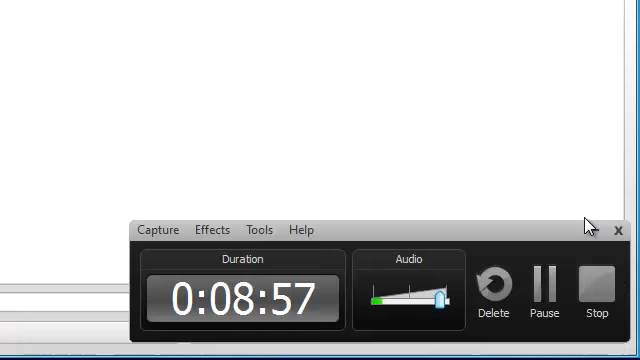 Capture Effects Tools Help x
Duration Audio
0:08:57
Delete Pause Stop